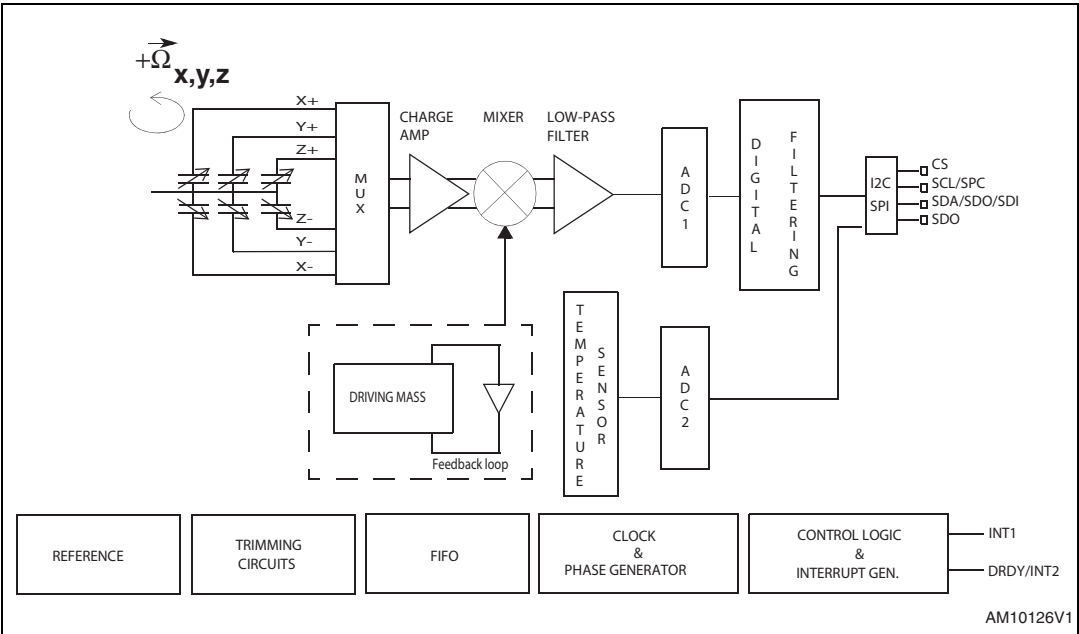 +Ω x,y,z
X+
Y+
Z+
Z-
Y-
X-
MUX
CHARGE
AMP
MIXER
LOW-PASS
FILTER
ADC1
DIGITAL
FILTERING
I2C
SPI
CS
SCL/SPC
SDA/SDO/SDI
SDO
DRIVING MASS
Feedback loop
TEMPERATURE
SENSOR
ADC2
REFERENCE
TRIMMING
CIRCUITS
FIFO
CLOCK
&
PHASE GENERATOR
CONTROL LOGIC
&
INTERRUPT GEN.
INT1
DRDY/INT2
AM10126V1